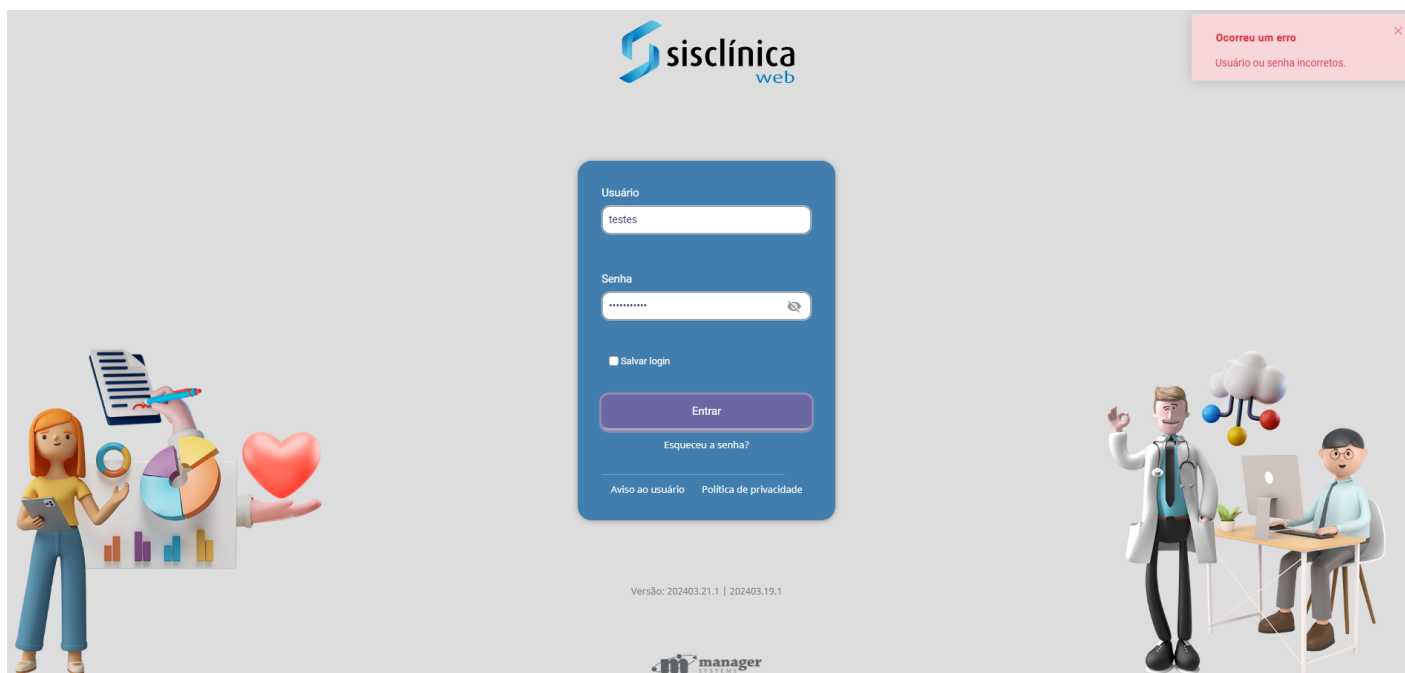 sisclínica
web
Ocorreu um erro
Usuário ou senha incorretos.
Usuário
testes
Senha
•••••••••••
Salvar login
Entrar
Esqueceu a senha?
Aviso ao usuário Política de privacidade
Versão: 202403.21.1 | 202403.19.1
manager
SYSTEMS